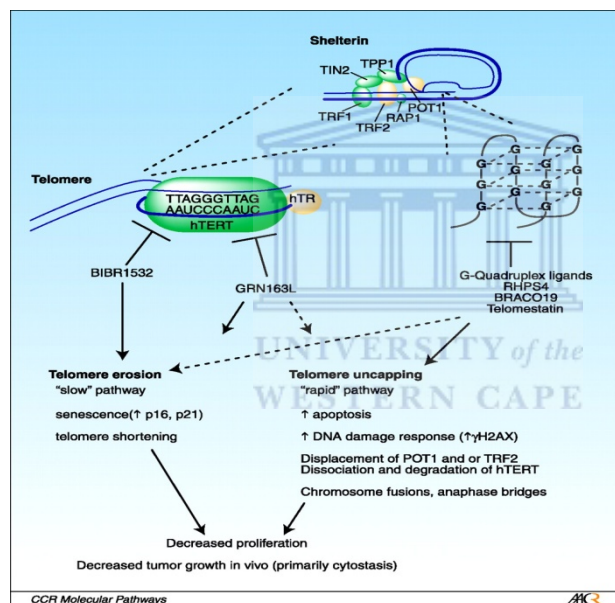 Shelterin
TPP1
TIN2
POT1
TRF1
RAP1
TRF2
Telomere
TTAGGGTTAG
AAUCCCAAUC
hTR
hTERT
G G G
G G G G
G G G G
G
BIBR1532
GRN163L
G-Quadruplex ligands
RHPS4
BRACO19
Telomestatin
UNIVERSITY of the
WESTERN CAPE
Telomere erosion
"slow" pathway
senescence(↑ p16, p21)
telomere shortening
Telomere uncapping
"rapid" pathway
↑ apoptosis
↑ DNA damage response (↑γH2AX)
Displacement of POT1 and or TRF2
Dissociation and degradation of hTERT
Chromosome fusions, anaphase bridges
Decreased proliferation
Decreased tumor growth in vivo (primarily cytostasis)
CCR Molecular Pathways